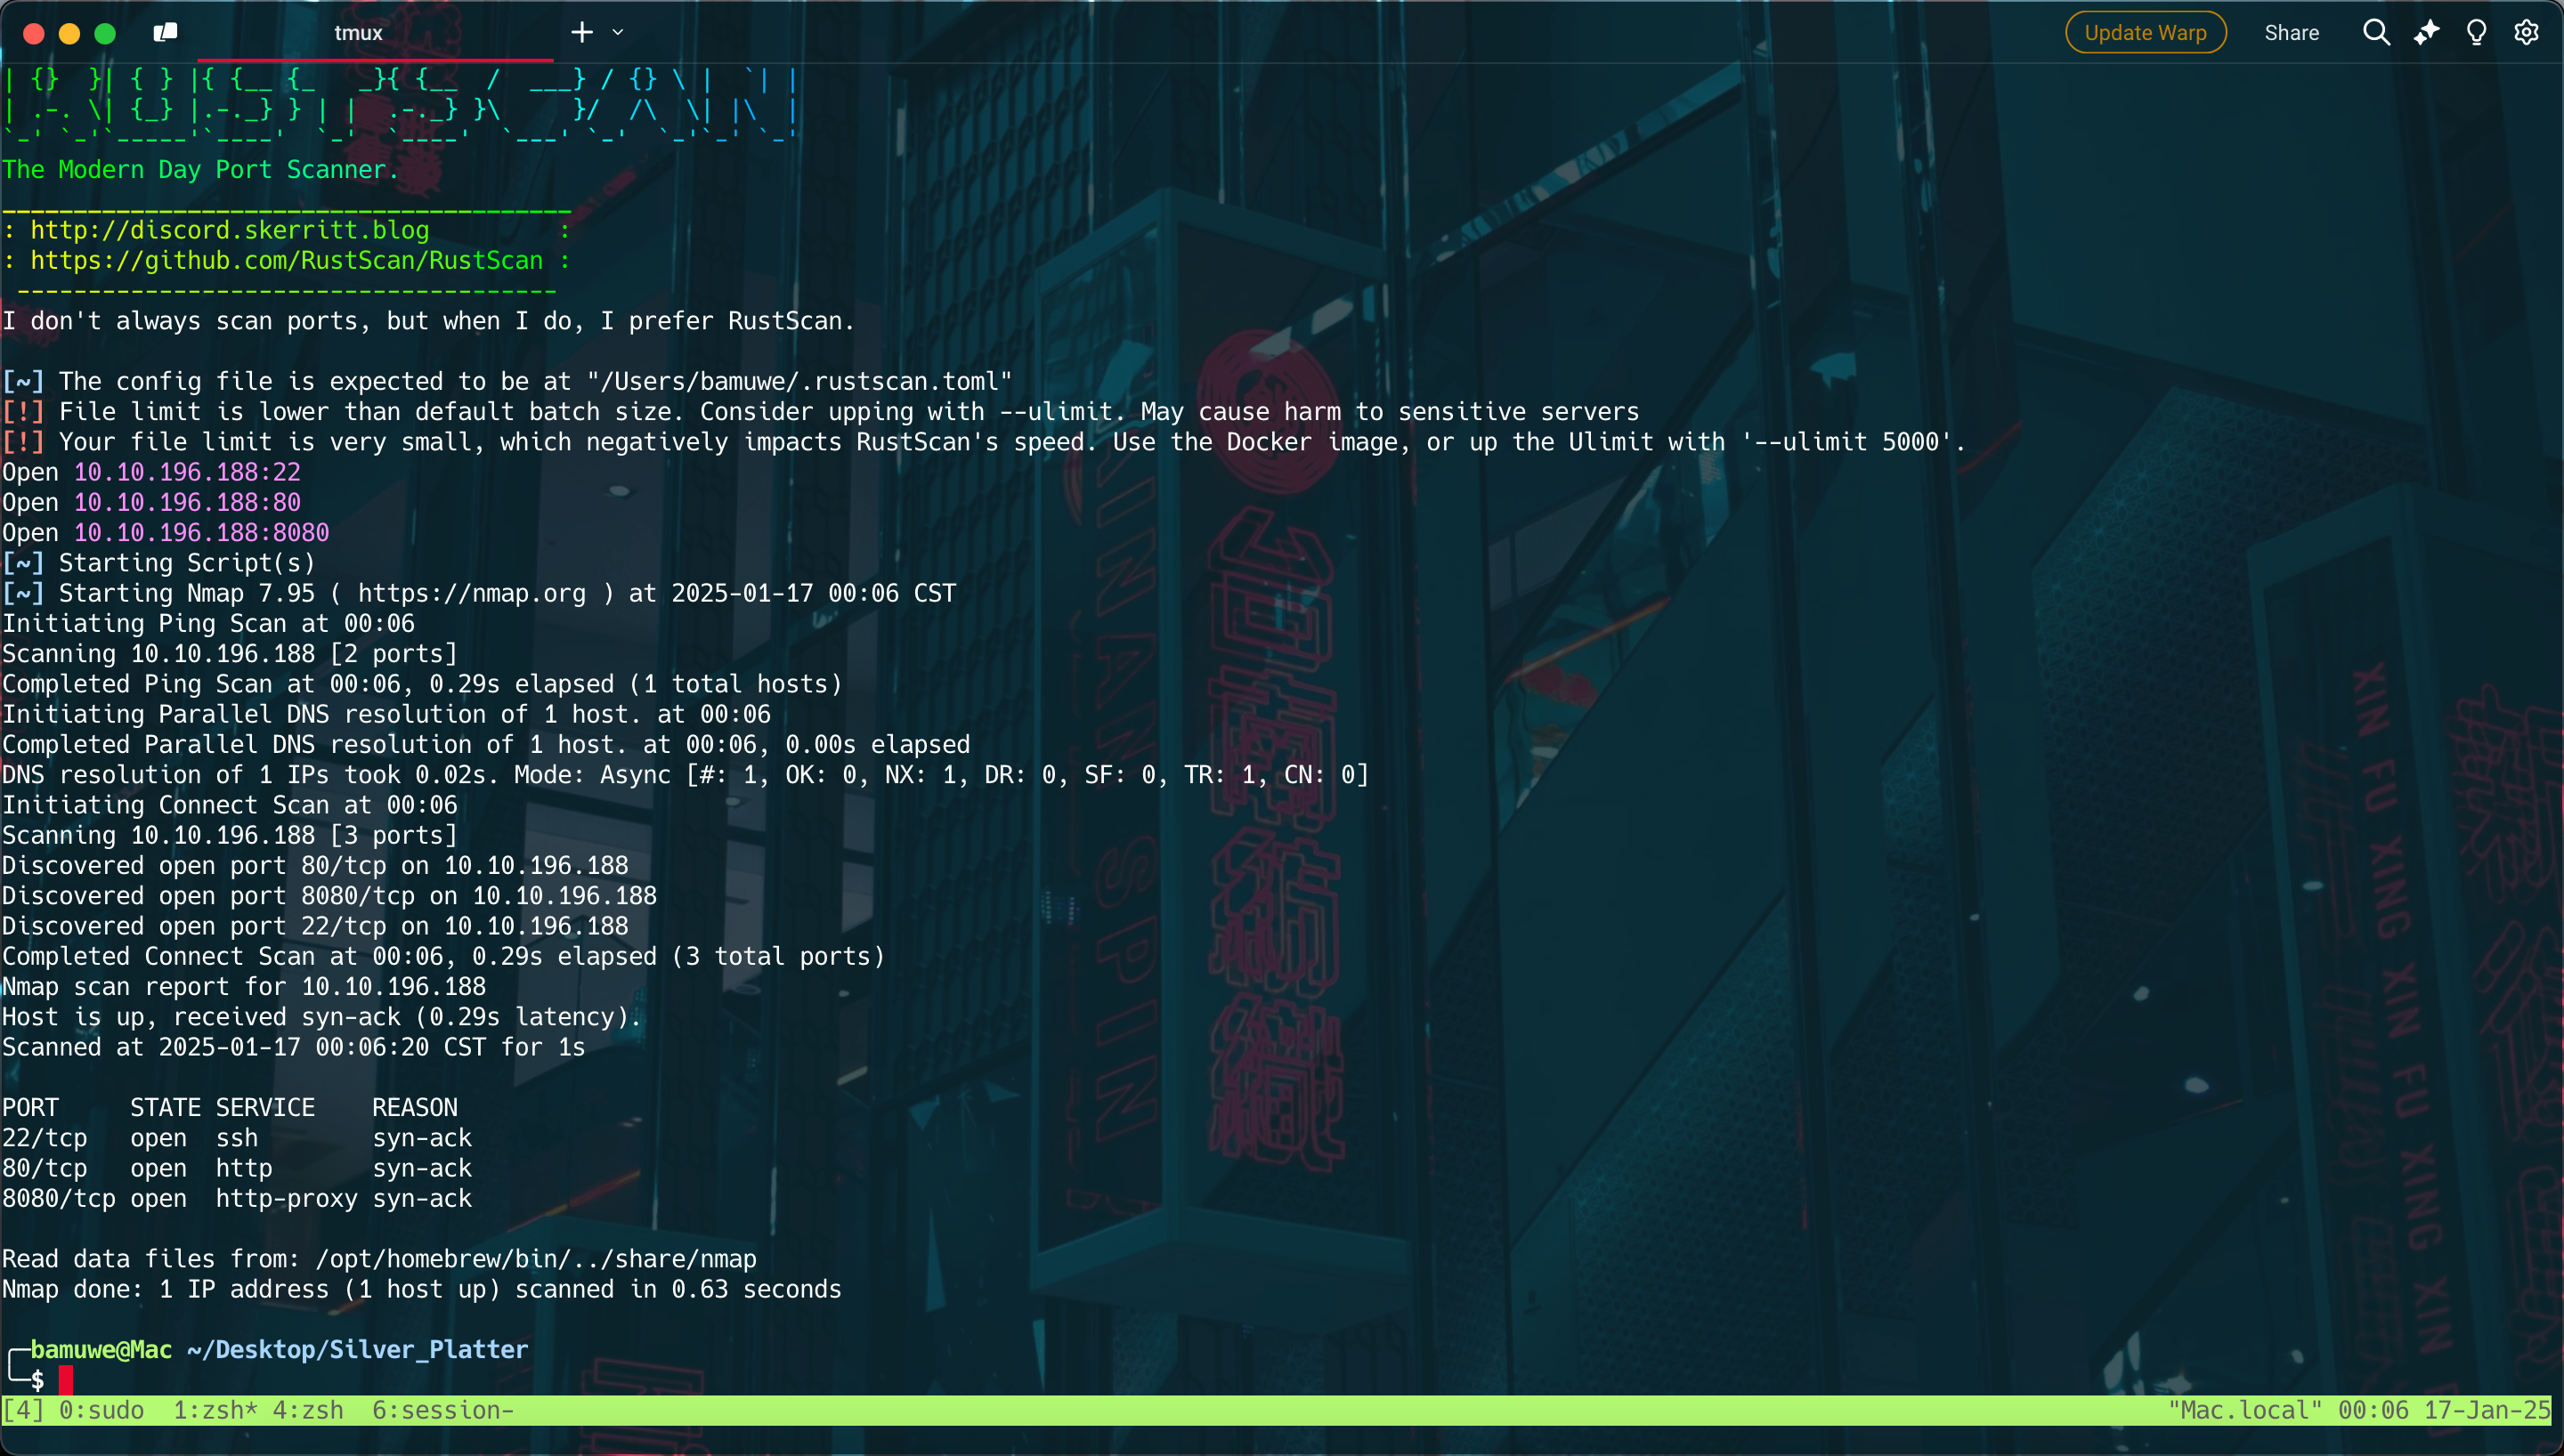 tmux
Update Warp
Share
| {}  }| { } |{ {__ {_   _}{ {__  /  ___} / {} \ |  `| |
| .-. \| {_} |.-._} } | |  .-._} }\     }/  /\  \| |\  |
`-' `-'`-----'`----'  `-'  `----'  `---' `-'  `-'`-' `-'
The Modern Day Port Scanner.
________________________________________
: http://discord.skerritt.blog         :
: https://github.com/RustScan/RustScan :
 --------------------------------------
I don't always scan ports, but when I do, I prefer RustScan.
[~] The config file is expected to be at "/Users/bamuwe/.rustscan.toml"
[!] File limit is lower than default batch size. Consider upping with --ulimit. May cause harm to sensitive servers
[!] Your file limit is very small, which negatively impacts RustScan's speed. Use the Docker image, or up the Ulimit with '--ulimit 5000'.
Open 10.10.196.188:22
Open 10.10.196.188:80
Open 10.10.196.188:8080
[~] Starting Script(s)
[~] Starting Nmap 7.95 ( https://nmap.org ) at 2025-01-17 00:06 CST
Initiating Ping Scan at 00:06
Scanning 10.10.196.188 [2 ports]
Completed Ping Scan at 00:06, 0.29s elapsed (1 total hosts)
Initiating Parallel DNS resolution of 1 host. at 00:06
Completed Parallel DNS resolution of 1 host. at 00:06, 0.00s elapsed
DNS resolution of 1 IPs took 0.02s. Mode: Async [#: 1, OK: 0, NX: 1, DR: 0, SF: 0, TR: 1, CN: 0]
Initiating Connect Scan at 00:06
Scanning 10.10.196.188 [3 ports]
Discovered open port 80/tcp on 10.10.196.188
Discovered open port 8080/tcp on 10.10.196.188
Discovered open port 22/tcp on 10.10.196.188
Completed Connect Scan at 00:06, 0.29s elapsed (3 total ports)
Nmap scan report for 10.10.196.188
Host is up, received syn-ack (0.29s latency).
Scanned at 2025-01-17 00:06:20 CST for 1s
PORT     STATE SERVICE    REASON
22/tcp   open  ssh        syn-ack
80/tcp   open  http       syn-ack
8080/tcp open  http-proxy syn-ack
Read data files from: /opt/homebrew/bin/../share/nmap
Nmap done: 1 IP address (1 host up) scanned in 0.63 seconds
╭─bamuwe@Mac ~/Desktop/Silver_Platter
╰─$
[4] 0:sudo  1:zsh* 4:zsh  6:session-
"Mac.local" 00:06 17-Jan-25
XIN FU XING XIN FU XING XIN